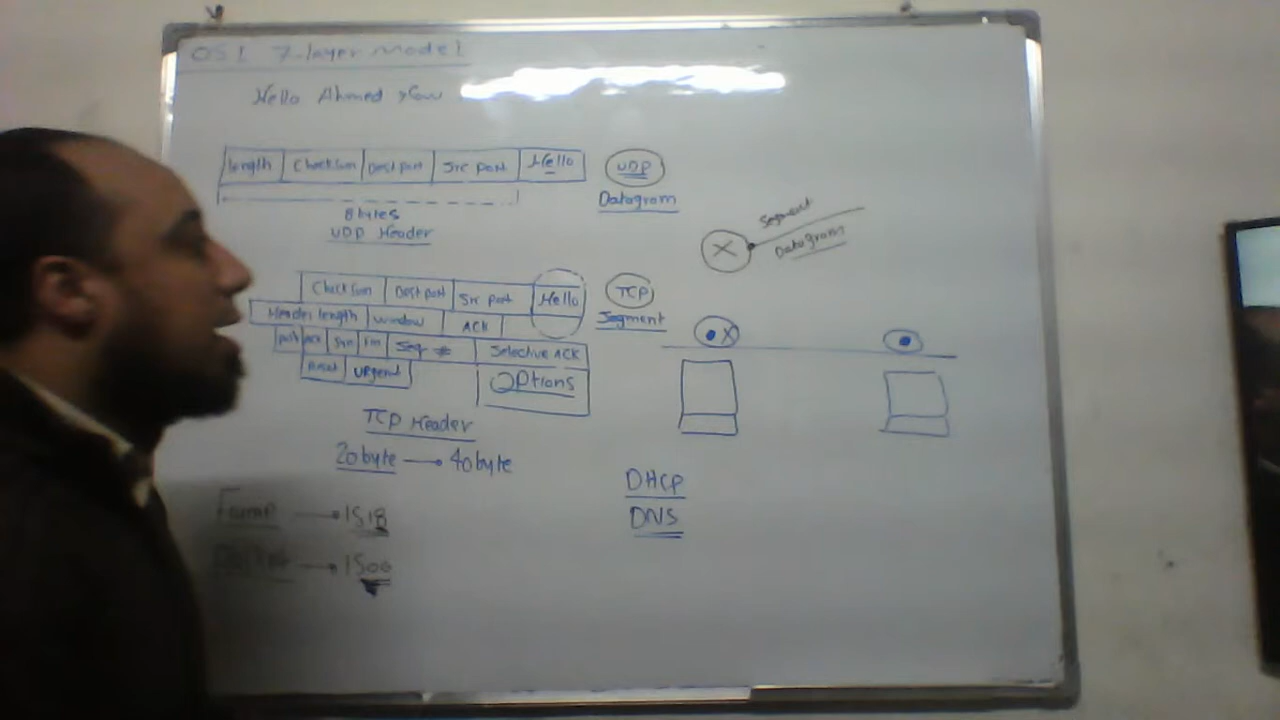 OSI 7-layer model
Hello Ahmed
length Checksum Dest port Src port Hello UDP
Datagram
8 bytes
UDP Header
Segment
Datagram
X
Checksum Dest port Src port Hello TCP
Header length window ACK Segment
push ACK Syn Fin Seq # Selective ACK
Reset URgent Options
X
TCP Header
20 byte 40 byte
DHCP
DNS
Frame 1518
Packet 1500